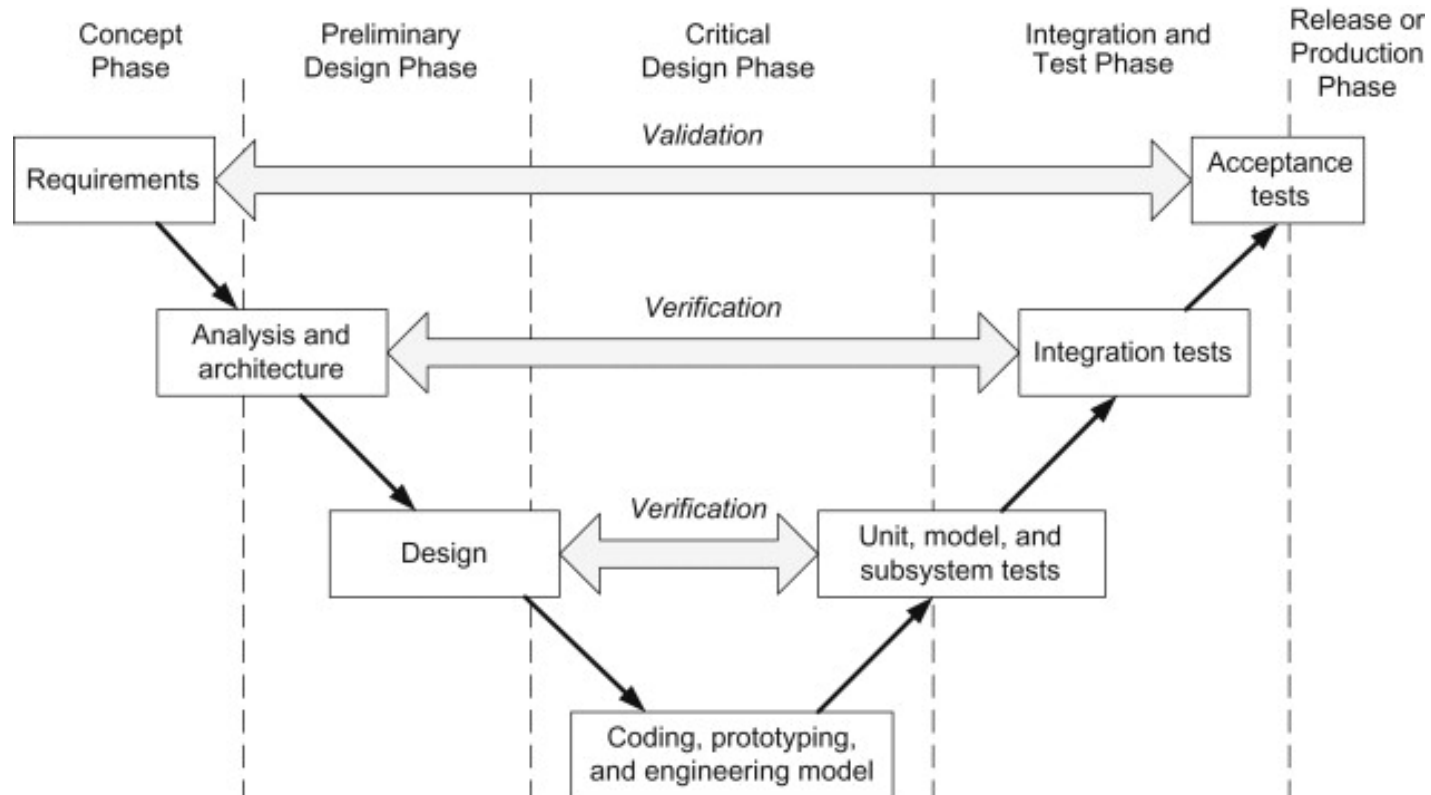 Concept
Phase
Preliminary
Design Phase
Critical
Design Phase
Integration and
Test Phase
Release or
Production
Phase
Validation
Requirements
Acceptance
tests
Verification
Analysis and
architecture
Integration tests
Verification
Design
Unit, model, and
subsystem tests
Coding, prototyping,
and engineering model